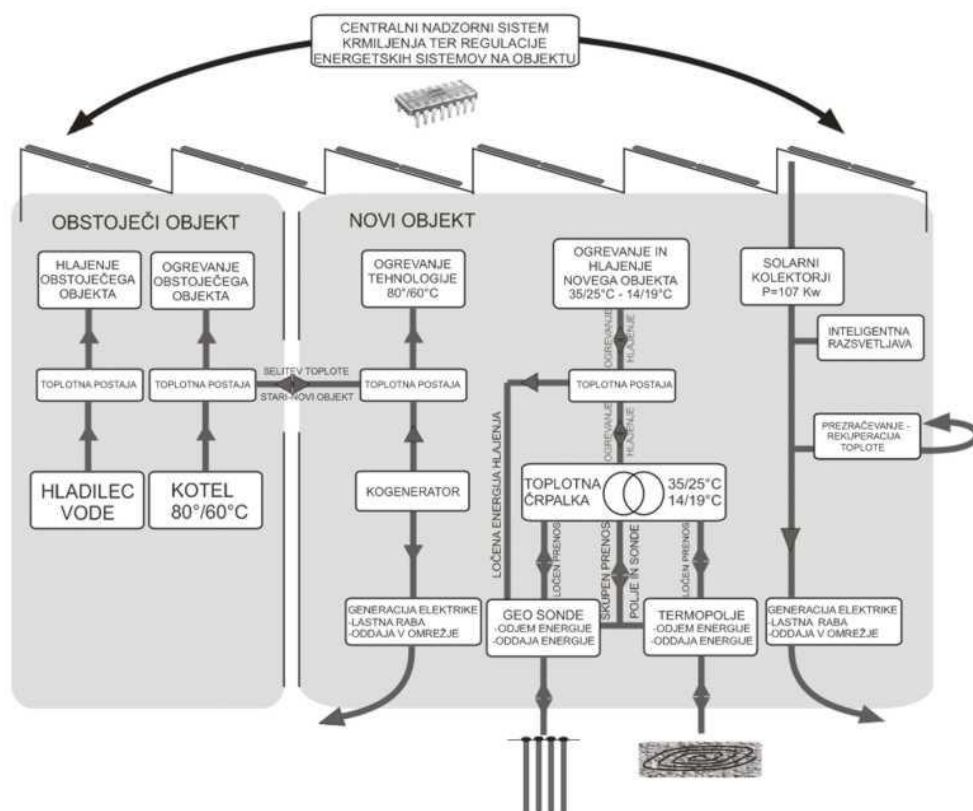 CENTRALNI NADZORNI SISTEM
KRMILJENJA TER REGULACIJE
ENERGETSKIH SISTEMOV NA OBJEKTU
OBSTOJEČI OBJEKT
NOVI OBJEKT
HLAJENJE
OBSTOJEČEGA
OBJEKTA
OGREVANJE
OBSTOJEČEGA
OBJEKTA
OGREVANJE
TEHNOLOGIJE
80°/60°C
OGREVANJE IN
HLAJENJE
NOVEGA OBJEKTA
35/25°C - 14/19°C
SOLARNI
KOLEKTORJI
P=107 Kw
INTELIGENTNA
RAZSVETLJAVA
OGREVANJE
HLAJENJE
TOPLOTNA POSTAJA
TOPLOTNA POSTAJA
SELITEV TOPLOTE
STARI-NOVI OBJEKT
TOPLOTNA POSTAJA
TOPLOTNA POSTAJA
PREZRAČEVANJE -
REKUPERACIJA
TOPLOTE
OGREVANJE
HLAJENJE
HLADILEC
VODE
KOTEL
80°/60°C
KOGENERATOR
LOČENA ENERGIJA HLAJENJA
TOPLOTNA
ČRPALKA
35/25°C
14/19°C
LOČEN PRENOS
SKUPEN PRENOS
POLJE IN SONDE
LOČEN PRENOS
GENERACIJA ELEKTRIKE
-LASTNA RABA
-ODDAJA V OMREŽJE
GEO SONDE
-ODJEM ENERGIJE
-ODDAJA ENERGIJE
TERMOPOLJE
-ODJEM ENERGIJE
-ODDAJA ENERGIJE
GENERACIJA ELEKTRIKE
-LASTNA RABA
-ODDAJA V OMREŽJE